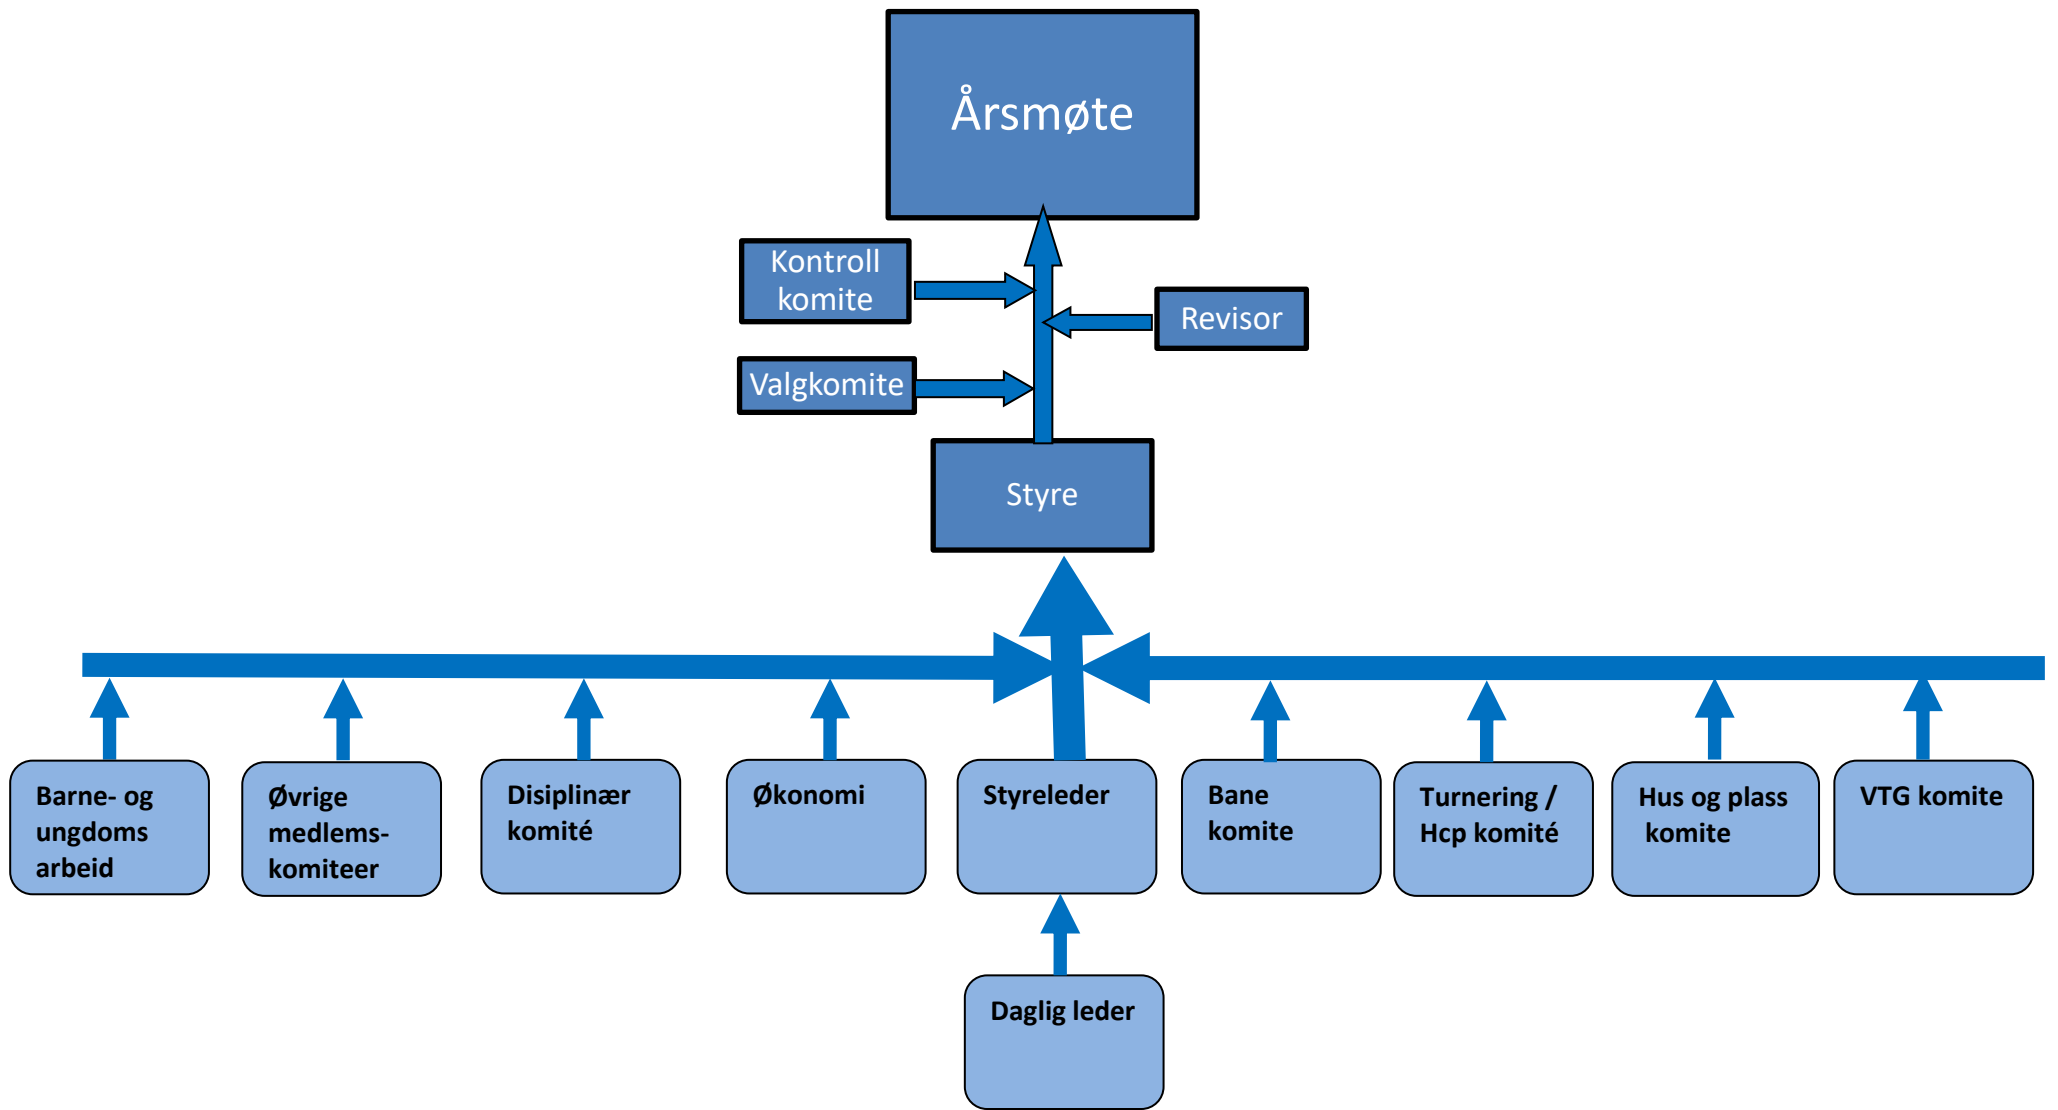 Årsmøte
Kontroll
komite
Revisor
Valgkomite
Styre
Barne- og
ungdoms
arbeid
Øvrige
medlems-
komiteer
Disiplinær
komité
Økonomi
Styreleder
Bane
komite
Turnering /
Hcp komité
Hus og plass
komite
VTG komite
Daglig leder